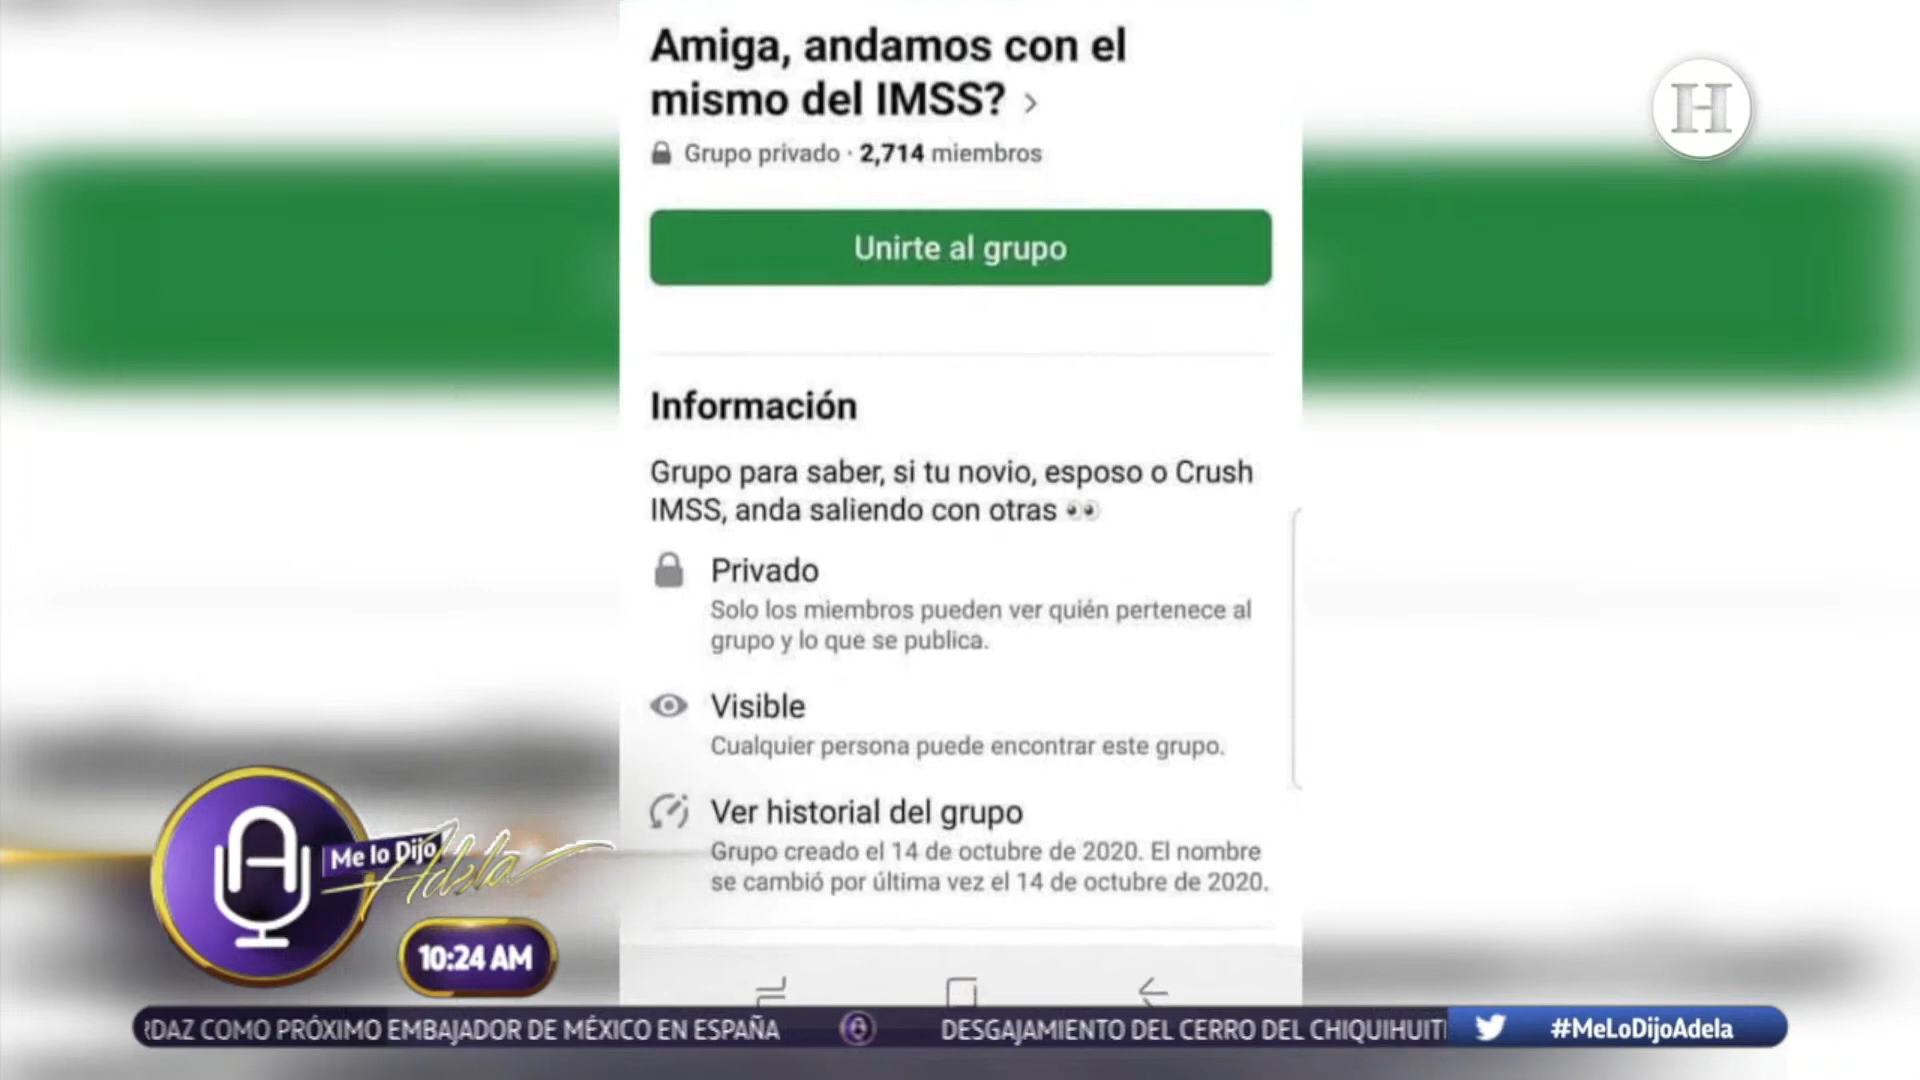 Amiga, andamos con el
mismo del IMSS? >
Grupo privado · 2,714 miembros
Unirte al grupo
Información
Grupo para saber, si tu novio, esposo o Crush
IMSS, anda saliendo con otras 👀
Privado
Solo los miembros pueden ver quién pertenece al
grupo y lo que se publica.
Visible
Cualquier persona puede encontrar este grupo.
Ver historial del grupo
Grupo creado el 14 de octubre de 2020. El nombre
se cambió por última vez el 14 de octubre de 2020.
H
Me lo Dijo
Adela
10:24 AM
RDAZ COMO PRÓXIMO EMBAJADOR DE MÉXICO EN ESPAÑA
DESGAJAMIENTO DEL CERRO DEL CHIQUIHUIT
#MeLoDijoAdela